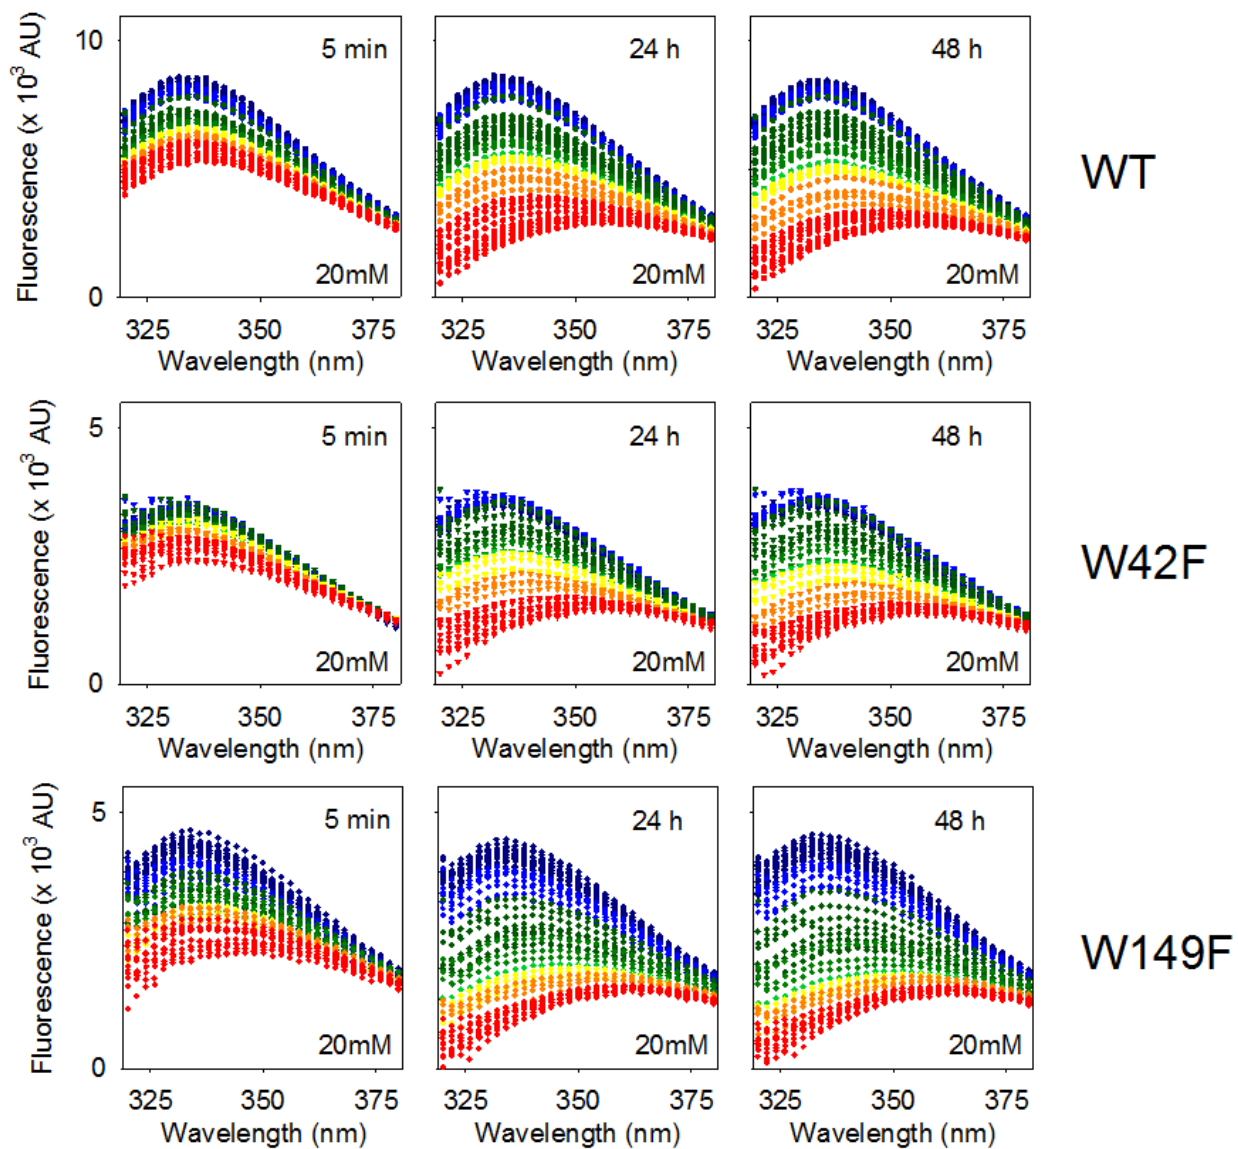 Fluorescence (x 10³ AU)
10
0
5 min
20mM
24 h
20mM
48 h
20mM
WT
325 350 375
325 350 375
325 350 375
Wavelength (nm)
Wavelength (nm)
Wavelength (nm)
Fluorescence (x 10³ AU)
5
0
5 min
20mM
24 h
20mM
48 h
20mM
W42F
325 350 375
325 350 375
325 350 375
Wavelength (nm)
Wavelength (nm)
Wavelength (nm)
Fluorescence (x 10³ AU)
5
0
5 min
20mM
24 h
20mM
48 h
20mM
W149F
325 350 375
325 350 375
325 350 375
Wavelength (nm)
Wavelength (nm)
Wavelength (nm)